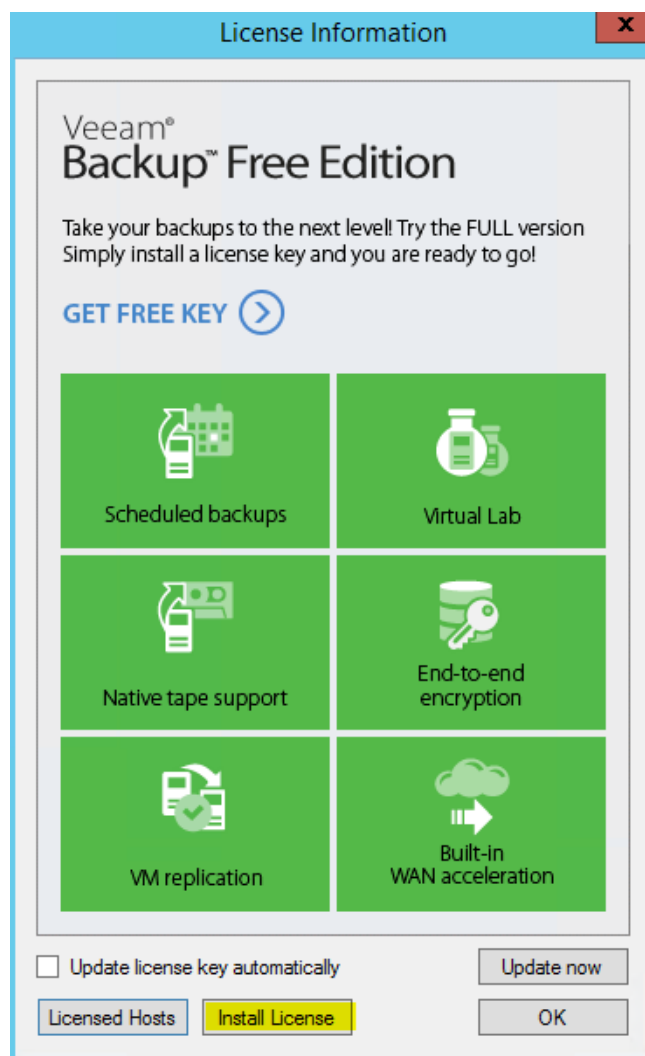 License Information
X
Veeam®
Backup™ Free Edition
Take your backups to the next level! Try the FULL version
Simply install a license key and you are ready to go!
GET FREE KEY
Scheduled backups
Virtual Lab
Native tape support
End-to-end
encryption
VM replication
Built-in
WAN acceleration
Update license key automatically
Update now
Licensed Hosts
Install License
OK